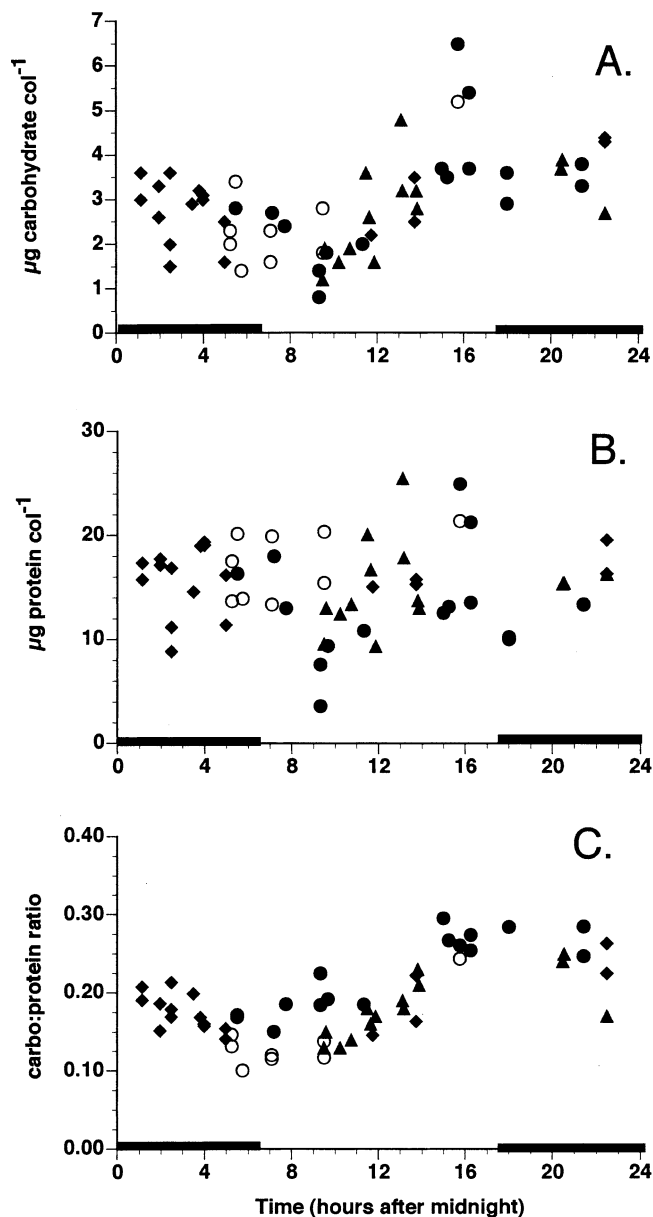 A.
µg carbohydrate col-1
7
6
5
4
3
2
1
0
0 4 8 12 16 20 24
B.
µg protein col-1
30
20
10
0
0 4 8 12 16 20 24
C.
carbo:protein ratio
0.40
0.30
0.20
0.10
0.00
0 4 8 12 16 20 24
Time (hours after midnight)